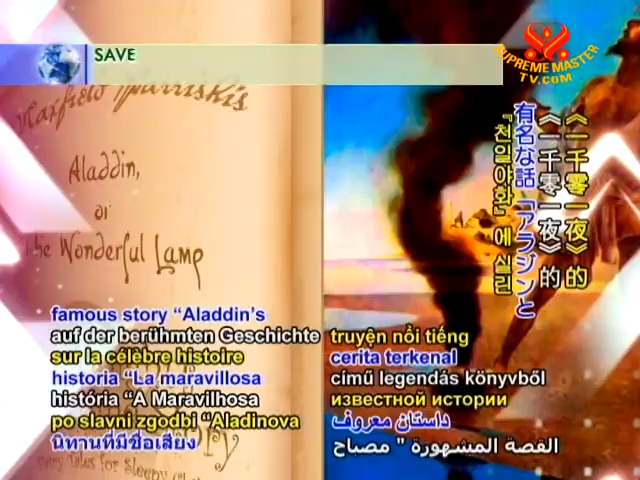 SAVE
SUPREME MASTER
TV.COM
Maxfield Parrish's
Aladdin,
or
The Wonderful Lamp
famous story “Aladdin's
auf der berühmten Geschichte
sur la célèbre histoire
historia “La maravillosa
história “A Maravilhosa
po slavni zgodbi “Aladinova
นิทานที่มีชื่อเสียง
truyện nổi tiếng
cerita terkenal
című legendás könyvből
известной истории
داستان معروف
القصة المشهورة " مصباح
《一千零一夜》的
《一千零一夜》的
有名な話「アラジンと
『천일야화』에 실린